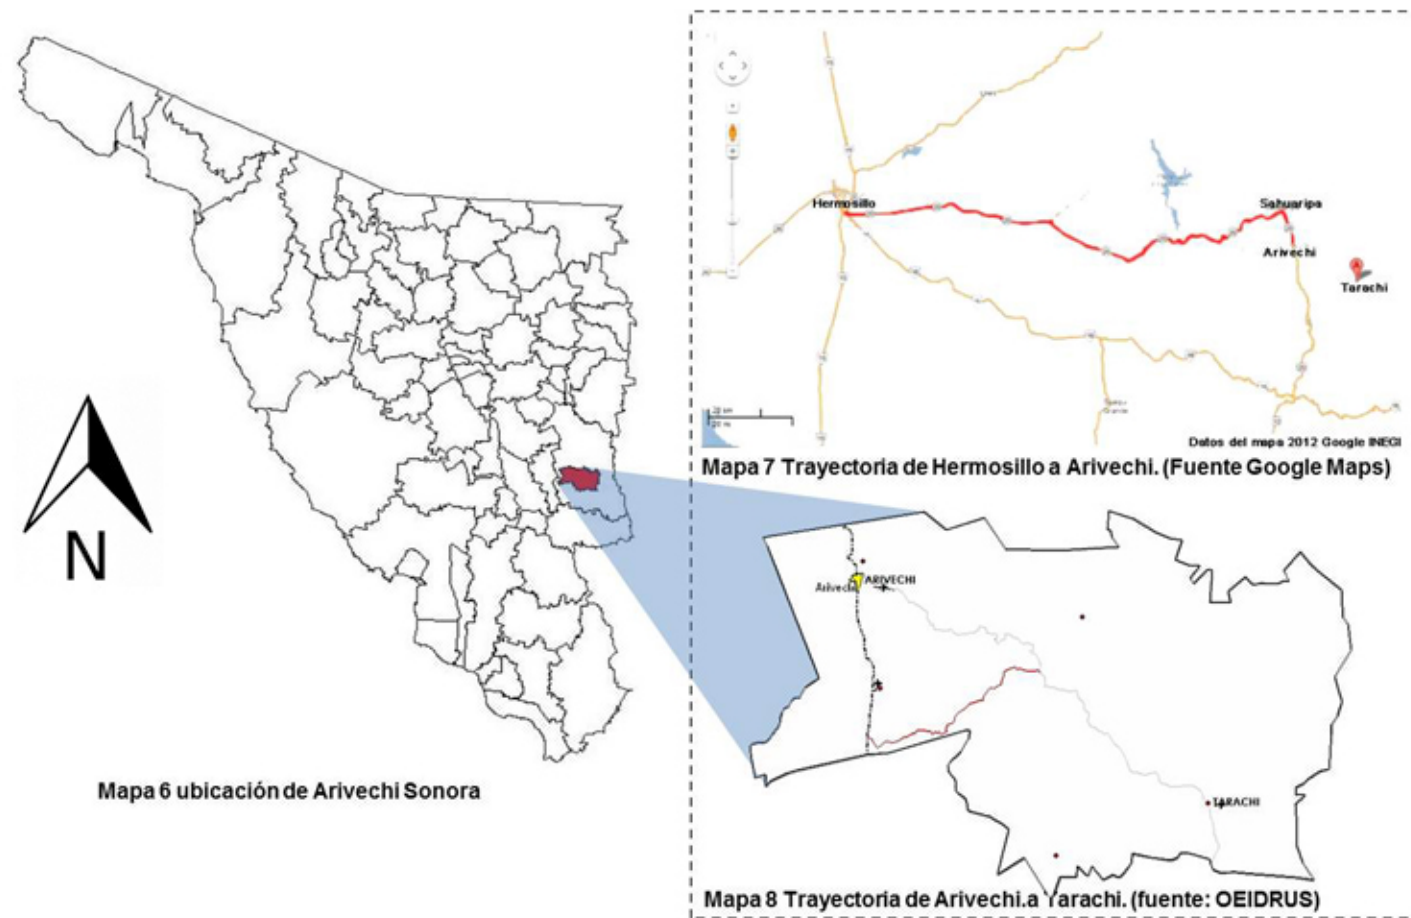 Hermosillo
Sahuaripa
Arivechi
Tarachi
Datos del mapa 2012 Google INEGI
Mapa 7 Trayectoria de Hermosillo a Arivechi. (Fuente Google Maps)
N
ARIVECHI
Arivechi
TARACHI
Mapa 6 ubicación de Arivechi Sonora
Mapa 8 Trayectoria de Arivechi.a Tarachi. (fuente: OEIDRUS)